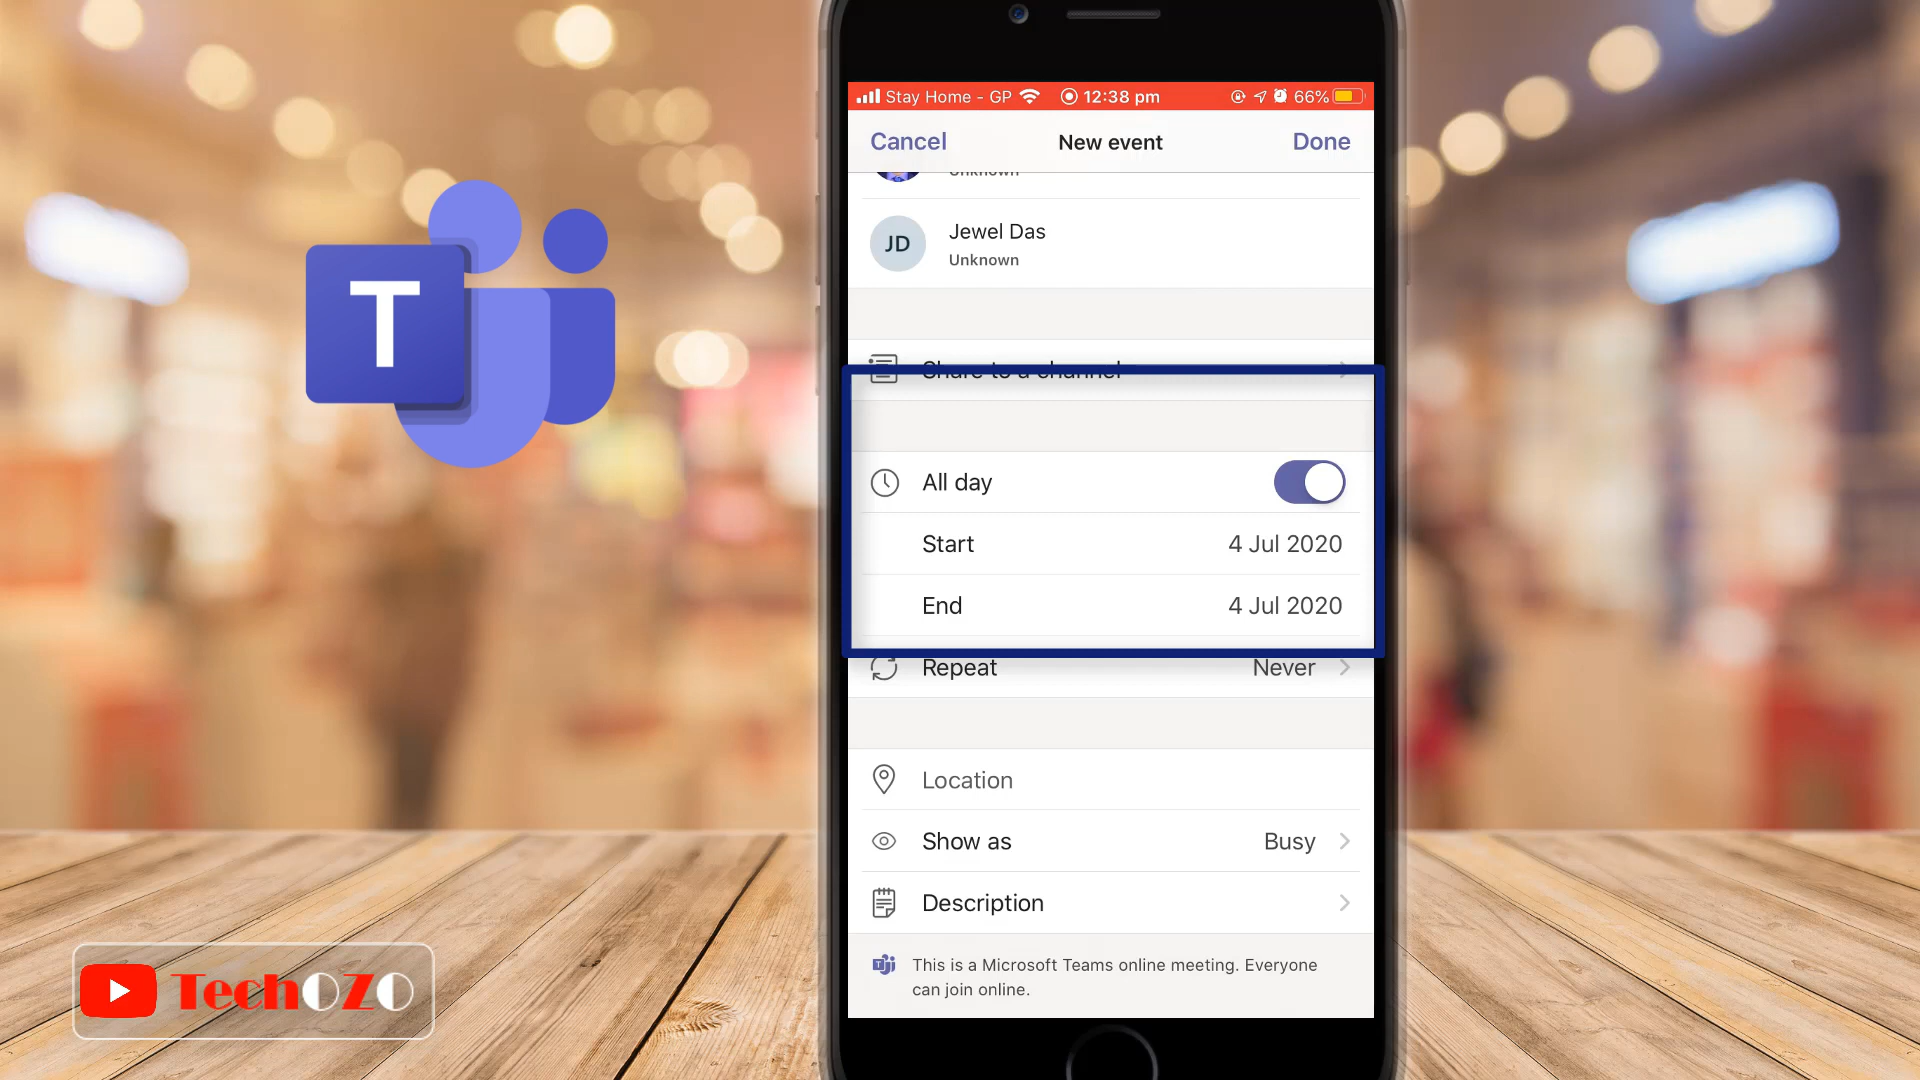 Stay Home - GP 12:38 pm 66%
Cancel New event Done
Unknown
Jewel Das
JD
Unknown
Share to a channel
All day
Start 4 Jul 2020
End 4 Jul 2020
Repeat Never
Location
Show as Busy
Description
This is a Microsoft Teams online meeting. Everyone
can join online.
T
TechOZO